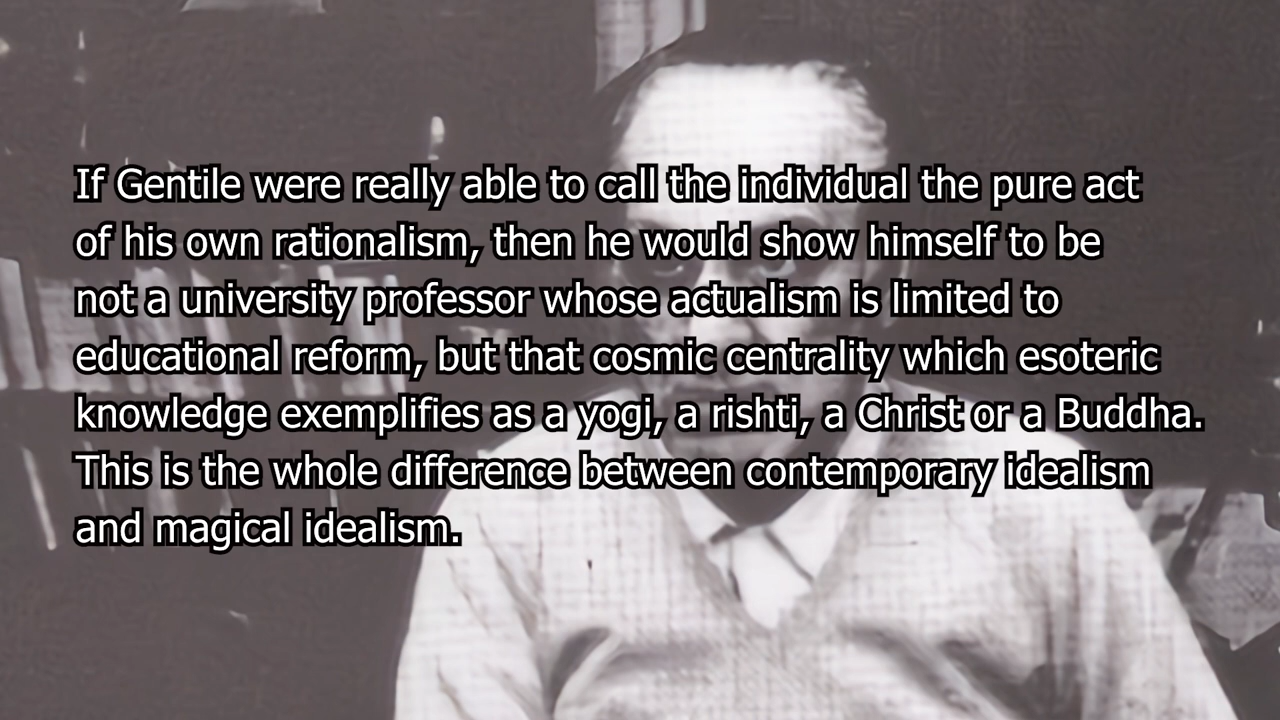 If Gentile were really able to call the individual the pure act
of his own rationalism, then he would show himself to be
not a university professor whose actualism is limited to
educational reform, but that cosmic centrality which esoteric
knowledge exemplifies as a yogi, a rishti, a Christ or a Buddha.
This is the whole difference between contemporary idealism
and magical idealism.